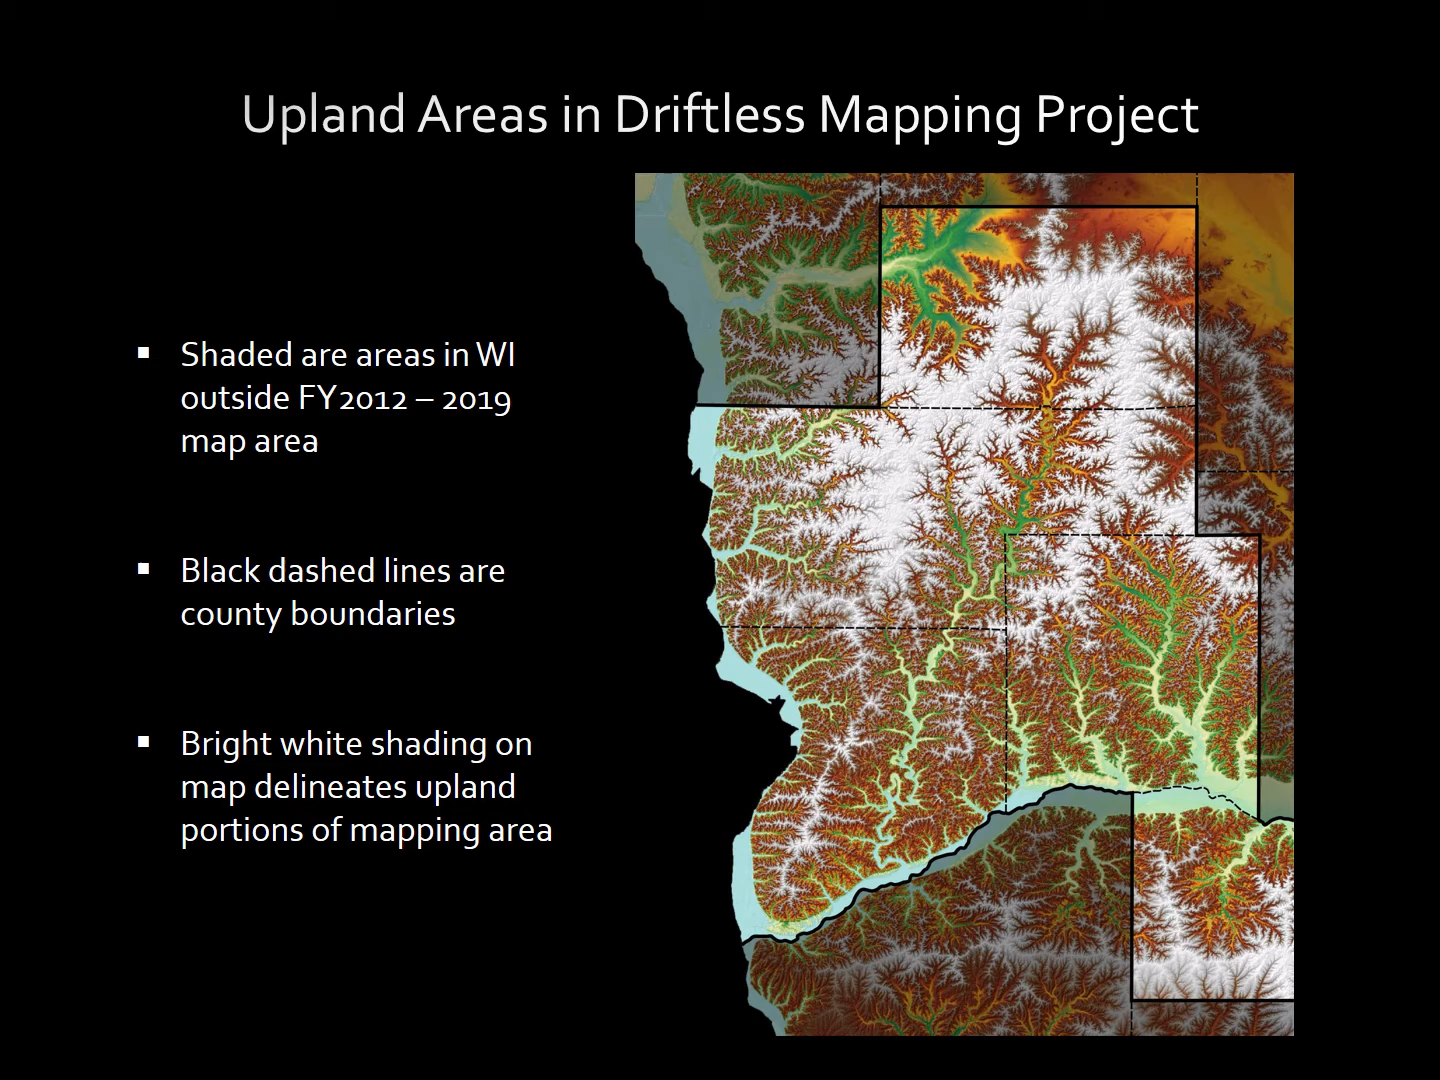 Upland Areas in Driftless Mapping Project
▪ Shaded are areas in WI
outside FY2012 – 2019
map area
▪ Black dashed lines are
county boundaries
▪ Bright white shading on
map delineates upland
portions of mapping area